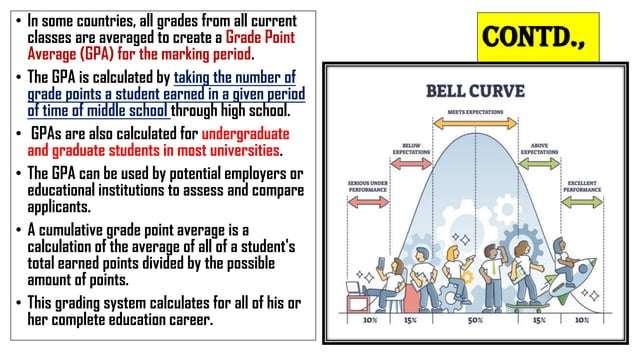 • In some countries, all grades from all current
classes are averaged to create a Grade Point
Average (GPA) for the marking period.
• The GPA is calculated by taking the number of
grade points a student earned in a given period
of time of middle school through high school.
• GPAs are also calculated for undergraduate
and graduate students in most universities.
• The GPA can be used by potential employers or
educational institutions to assess and compare
applicants.
• A cumulative grade point average is a
calculation of the average of all of a student's
total earned points divided by the possible
amount of points.
• This grading system calculates for all of his or
her complete education career.
CONTD.,
BELL CURVE
MEETS EXPECTATIONS
BELOW
EXPECTATIONS
ABOVE
EXPECTATIONS
SERIOUS UNDER
PERFORMANCE
EXCELLENT
PERFORMANCE
10% 15% 50% 15% 10%